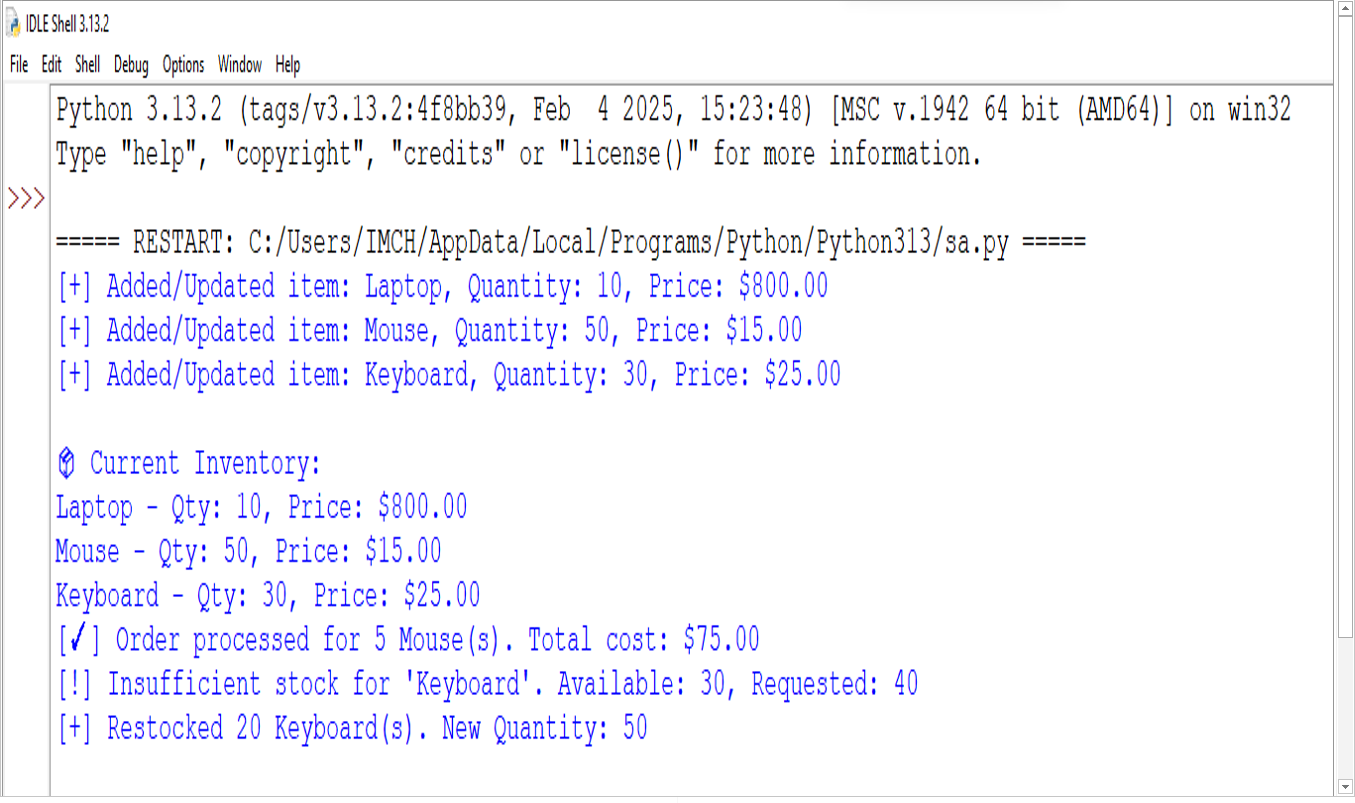 IDLE Shell 3.13.2
File Edit Shell Debug Options Window Help
Python 3.13.2 (tags/v3.13.2:4f8bb39, Feb  4 2025, 15:23:48) [MSC v.1942 64 bit (AMD64)] on win32
Type "help", "copyright", "credits" or "license()" for more information.
>>>
===== RESTART: C:/Users/IMCH/AppData/Local/Programs/Python/Python313/sa.py =====
[+] Added/Updated item: Laptop, Quantity: 10, Price: $800.00
[+] Added/Updated item: Mouse, Quantity: 50, Price: $15.00
[+] Added/Updated item: Keyboard, Quantity: 30, Price: $25.00
📦 Current Inventory:
Laptop - Qty: 10, Price: $800.00
Mouse - Qty: 50, Price: $15.00
Keyboard - Qty: 30, Price: $25.00
[✓] Order processed for 5 Mouse(s). Total cost: $75.00
[!] Insufficient stock for 'Keyboard'. Available: 30, Requested: 40
[+] Restocked 20 Keyboard(s). New Quantity: 50